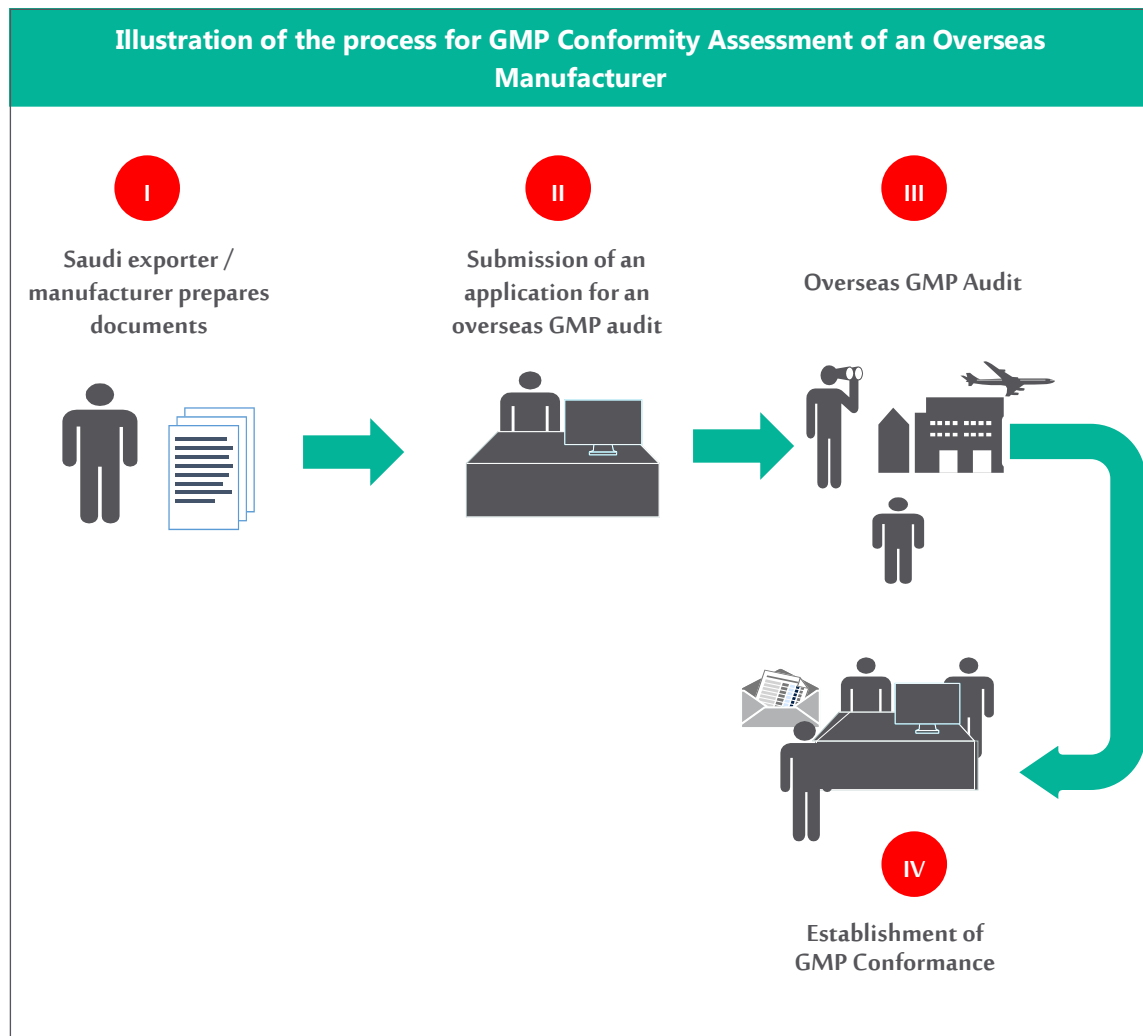 Illustration of the process for GMP Conformity Assessment of an Overseas
Manufacturer
I
Saudi exporter /
manufacturer prepares
documents
II
Submission of an
application for an
overseas GMP audit
III
Overseas GMP Audit
IV
Establishment of
GMP Conformance